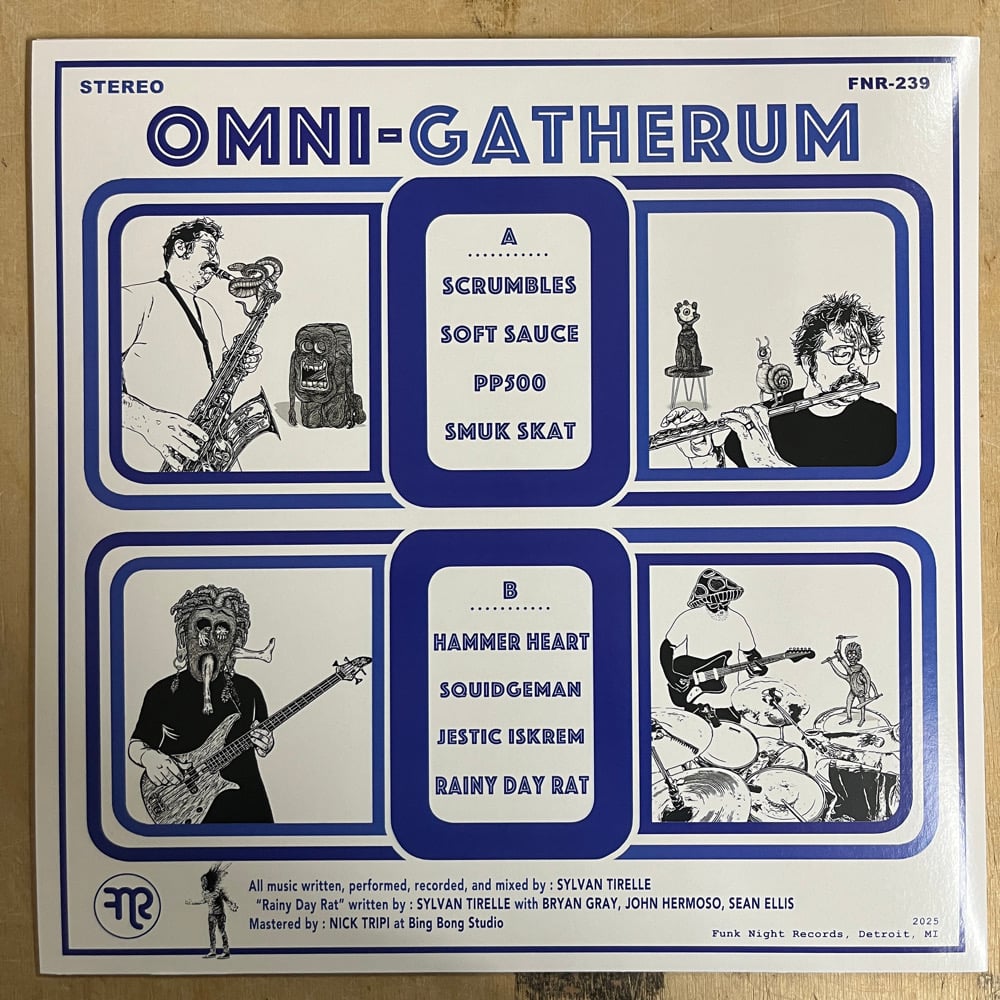 STEREO
FNR-239
OMNI-GATHERUM
A
SCRUMBLES
SOFT SAUCE
PP500
SMUK SKAT
B
HAMMER HEART
SQUIDGEMAN
JESTIC ISKREM
RAINY DAY RAT
FNR
All music written, performed, recorded, and mixed by : SYLVAN TIRELLE
"Rainy Day Rat" written by : SYLVAN TIRELLE with BRYAN GRAY, JOHN HERMOSO, SEAN ELLIS
Mastered by : NICK TRIPI at Bing Bong Studio
2025
Funk Night Records, Detroit, MI